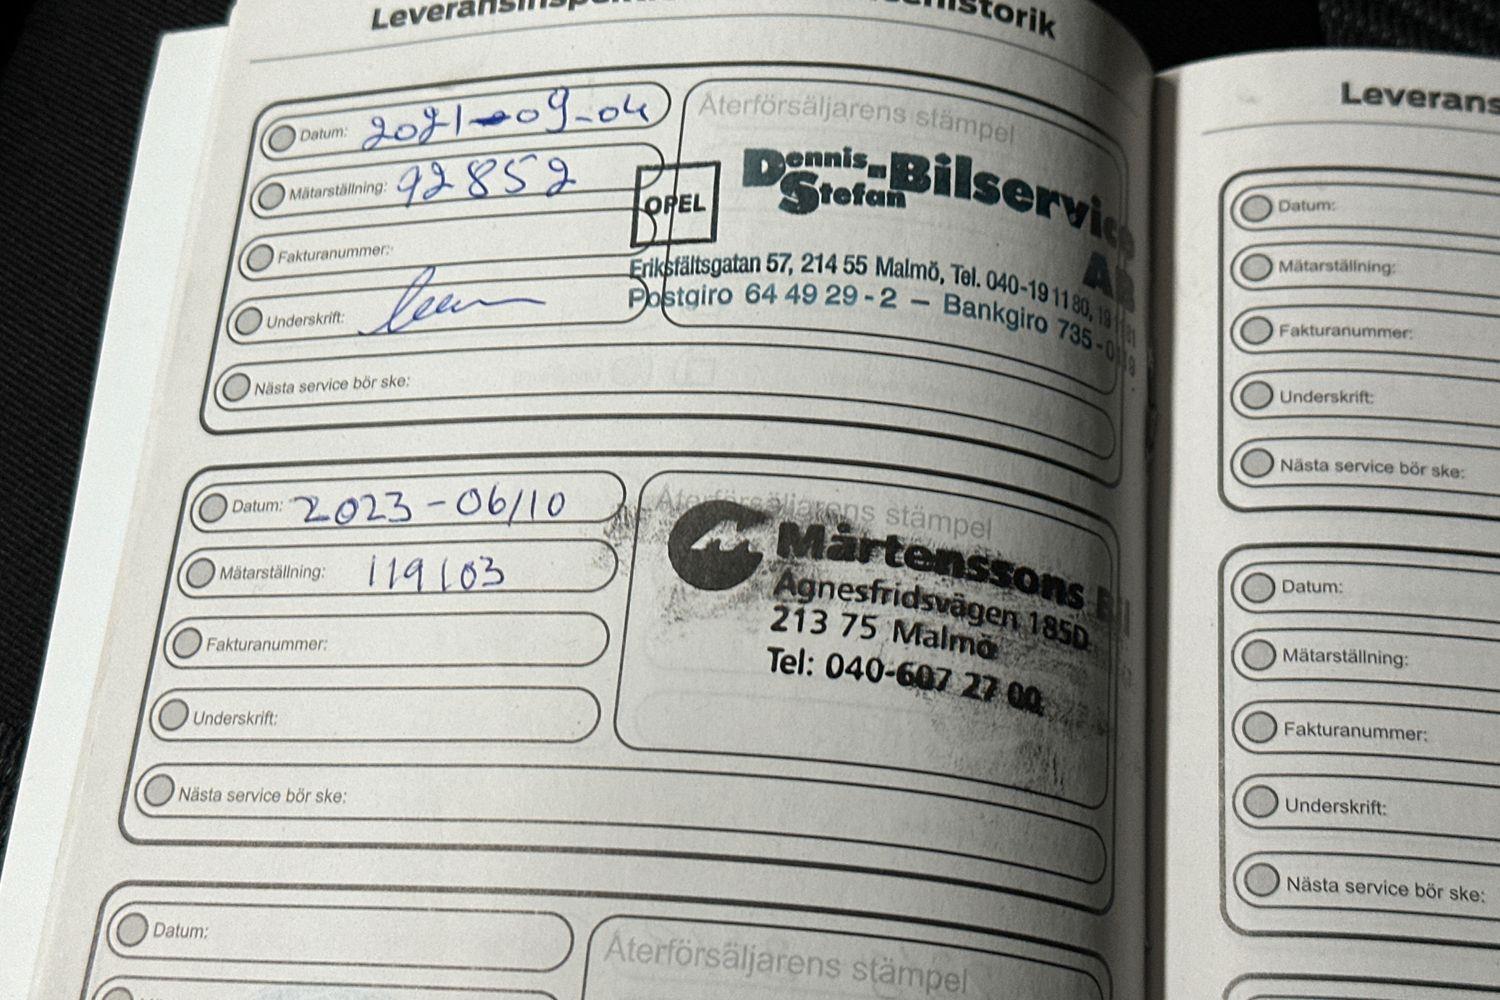 storik
Datum: 2021-09-04
Mätarställning: 92852
Fakturanummer:
Underskrift:
Nästa service bör ske:
Återförsäljarens stämpel
OPEL
Dennis- Stefan Bilservice AB
Eriksfältsgatan 57, 214 55 Malmö, Tel. 040-19 11 80,
Postgiro 64 49 29 - 2 — Bankgiro 735 -
Datum: 2023-06/10
Mätarställning: 119103
Fakturanummer:
Underskrift:
Nästa service bör ske:
Återförsäljarens stämpel
Mårtenssons Bil
Agnesfridsvägen 185D
213 75 Malmö
Tel: 040-607 27 00
Datum:
Återförsäljarens stämpel
Leverans
Datum:
Mätarställning:
Fakturanummer:
Underskrift:
Nästa service bör ske:
Datum:
Mätarställning:
Fakturanummer:
Underskrift:
Nästa service bör ske: